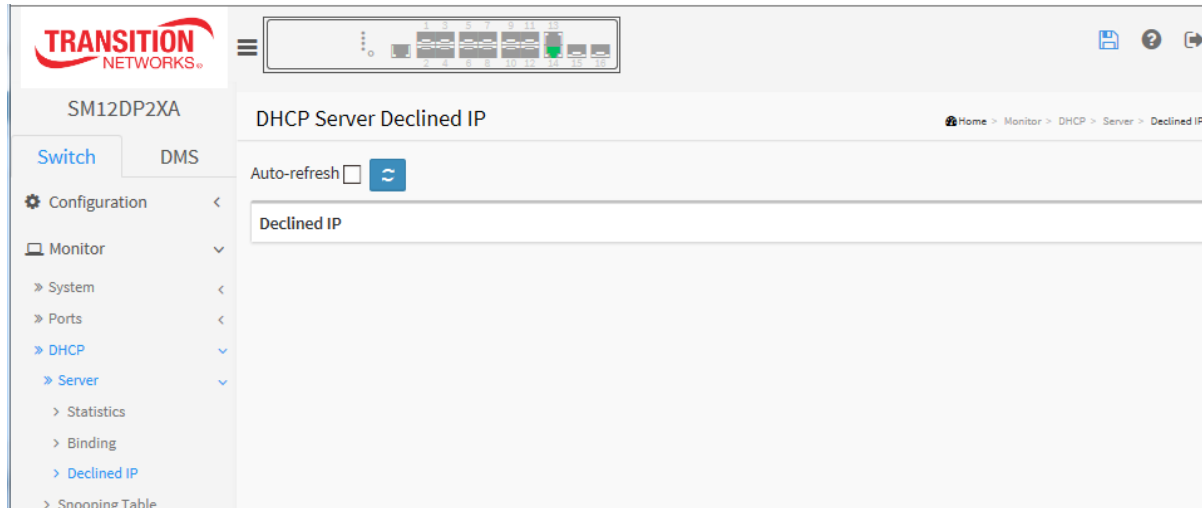 TRANSITION
NETWORKS®
1 3 5 7 9 11 13
2 4 6 8 10 12 14 15 16
SM12DP2XA
DHCP Server Declined IP
Home > Monitor > DHCP > Server > Declined IP
Switch
DMS
Auto-refresh
Configuration
Declined IP
Monitor
System
Ports
DHCP
Server
Statistics
Binding
Declined IP
Snooping Table